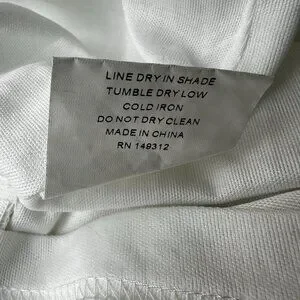 LINE DRY IN SHADE
TUMBLE DRY LOW
COLD IRON
DO NOT DRY CLEAN
MADE IN CHINA
RN 149312